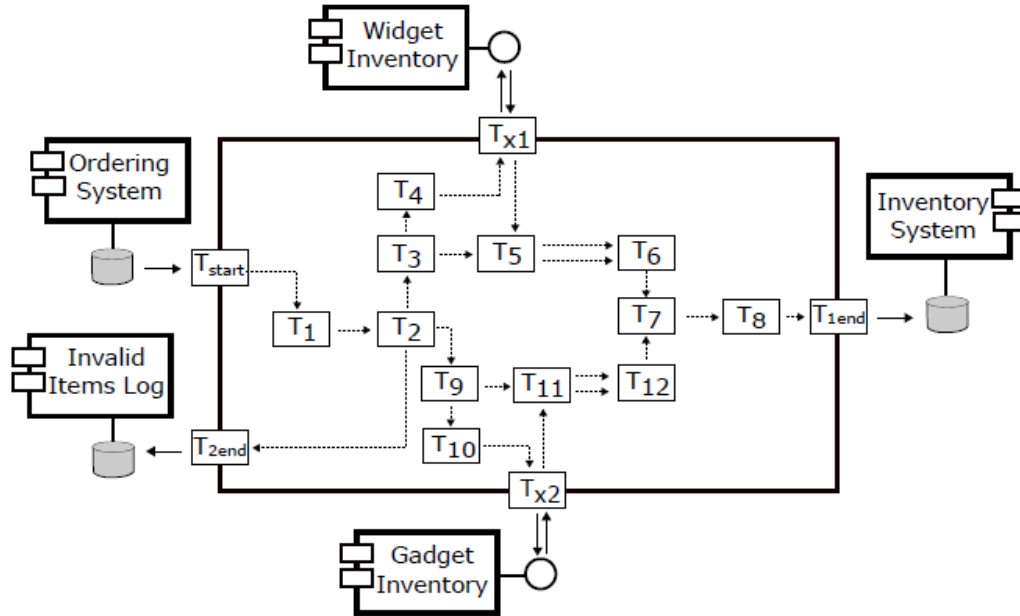 Widget
Inventory
Tx1
Ordering
System
T4
Inventory
System
Tstart
T3
T5
T6
T1
T2
T7
T8
T1end
Invalid
Items Log
T9
T11
T12
T2end
T10
Tx2
Gadget
Inventory